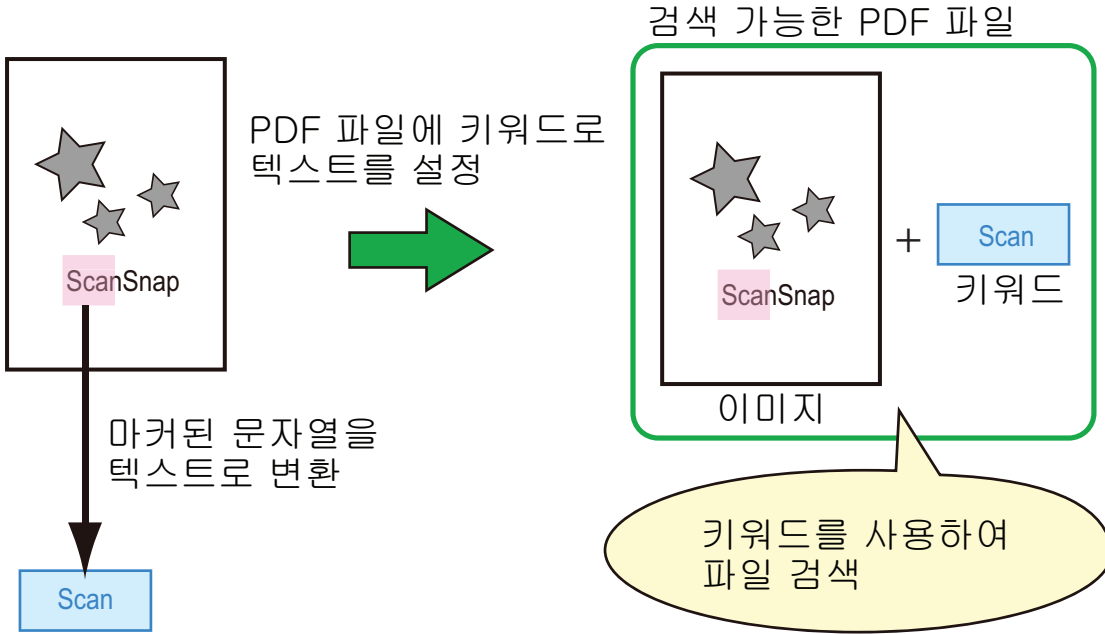 검색 가능한 PDF 파일
PDF 파일에 키워드로
텍스트를 설정
ScanSnap
마커된 문자열을
텍스트로 변환
Scan
ScanSnap
이미지
+
Scan
키워드
키워드를 사용하여
파일 검색